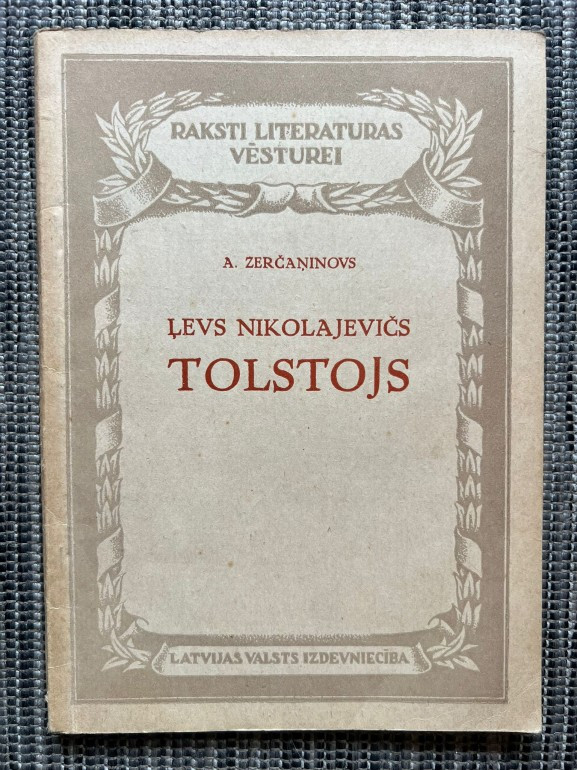 RAKSTI LITERATURAS
VĒSTUREI
A. ZERČAŅINOVS
ĻEVS NIKOLAJEVIČS
TOLSTOJS
LATVIJAS VALSTS IZDEVNIECĪBA